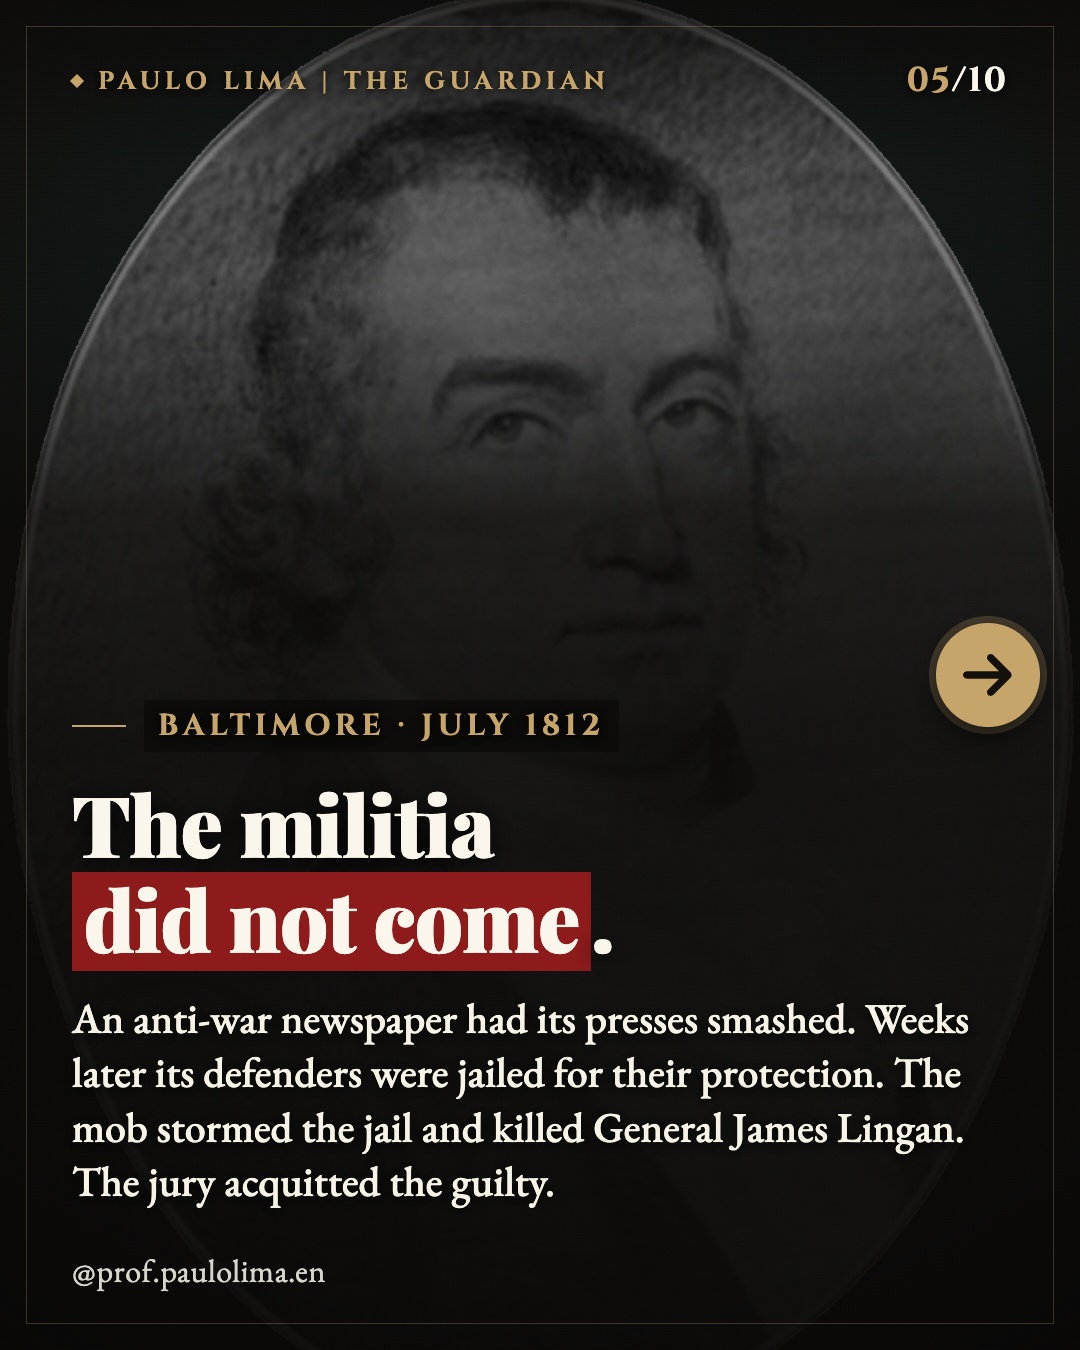 ◆ PAULO LIMA | THE GUARDIAN
05/10
BALTIMORE · JULY 1812
The militia
did not come.
An anti-war newspaper had its presses smashed. Weeks
later its defenders were jailed for their protection. The
mob stormed the jail and killed General James Lingan.
The jury acquitted the guilty.
@prof.paulolima.en